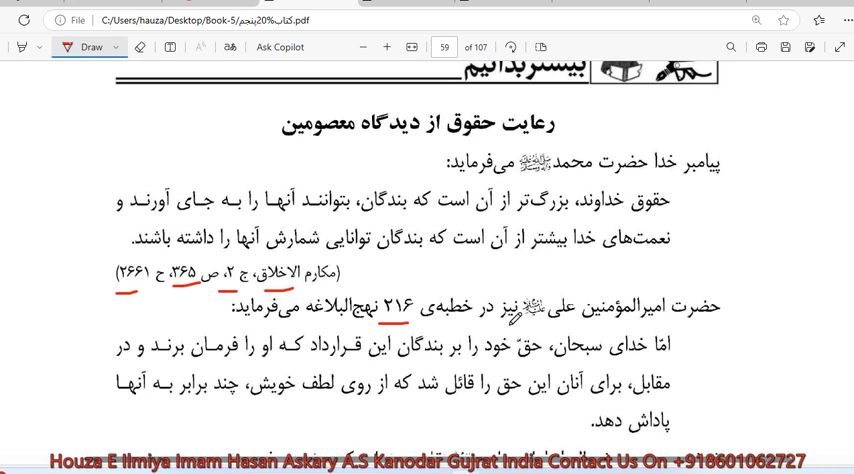 File
C:/Users/hauza/Desktop/Book-5/کتاب%20پنجم.pdf
Draw
aあ
Ask Copilot
59
of 107
بیشتر بدانیم
رعایت حقوق از دیدگاه معصومین
پیامبر خدا حضرت محمدﷺ می‌فرماید:
حقوق خداوند، بزرگ‌تر از آن است که بندگان، بتوانند آنها را به جای آورند و
نعمت‌های خدا بیشتر از آن است که بندگان توانایی شمارش آنها را داشته باشند.
(مکارم الاخلاق، ج ۲، ص ۳۶۵، ح ۲۶۶۱)
حضرت امیرالمؤمنین علی نیز در خطبه‌ی ۲۱۶ نهج‌البلاغه می‌فرماید:
امّا خدای سبحان، حقّ خود را بر بندگان این قرارداد که او را فرمان برند و در
مقابل، برای آنان این حق را قائل شد که از روی لطف خویش، چند برابر به آنها
پاداش دهد.
Houza E Ilmiya Imam Hasan Askary A.S Kanodar Gujrat India Contact Us On +918601062727